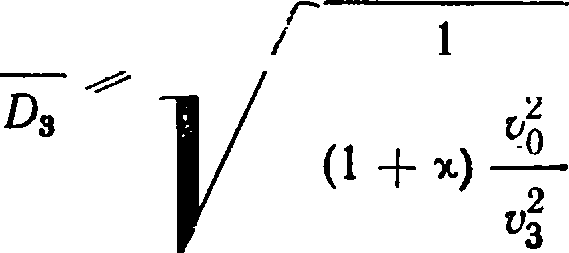 1
D₃ = √
(1 + ϰ) v₀² / v₃²